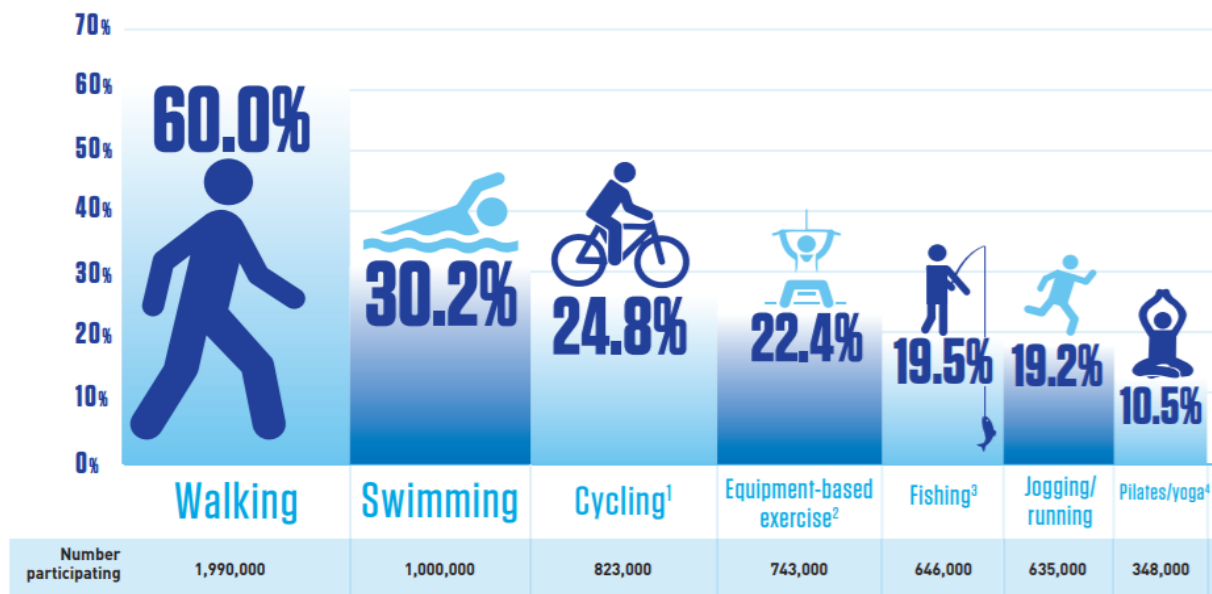 70%
60%
50%
40%
30%
20%
10%
0%
60.0%
30.2%
24.8%
22.4%
19.5%
19.2%
10.5%
Walking
Swimming
Cycling¹
Equipment-based
exercise²
Fishing³
Jogging/
running
Pilates/yoga⁴
Number
participating
1,990,000
1,000,000
823,000
743,000
646,000
635,000
348,000